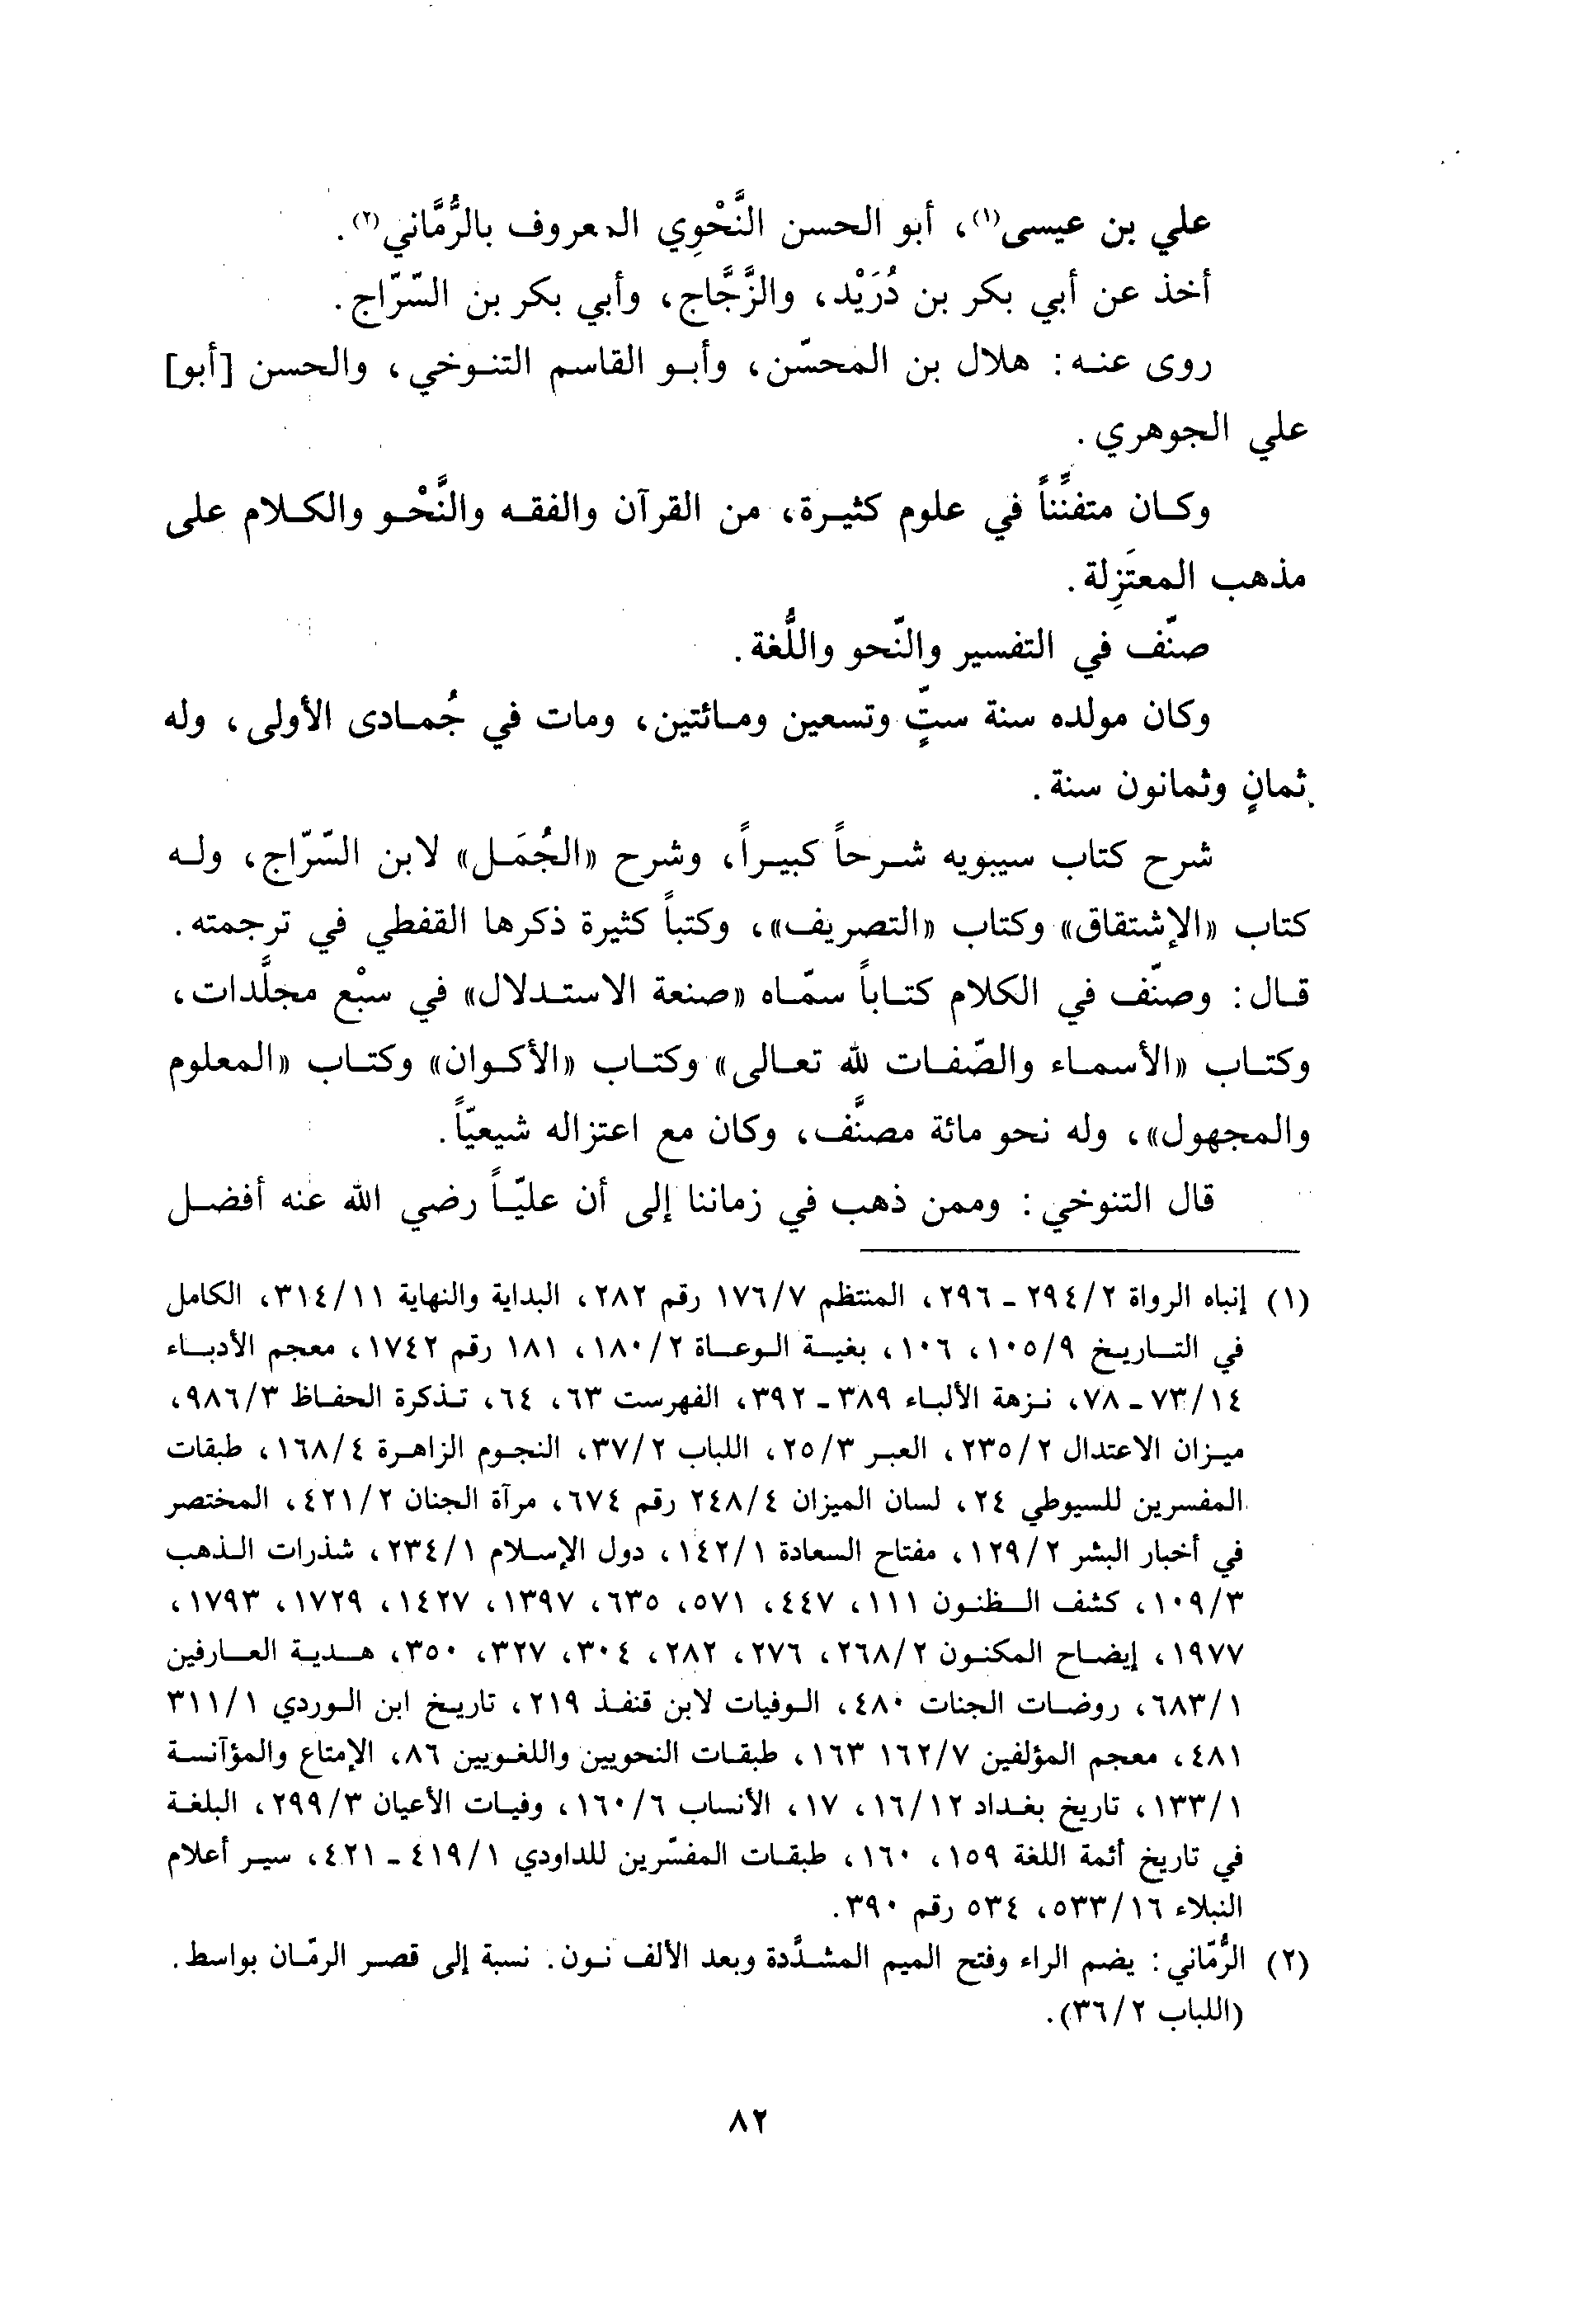 علي بن عيسى(١)، أبو الحسن النَّحْوِي المعروف بالرُّمَّاني(٢).
أخذ عن أبي بكر بن دُرَيْد، والزَّجَّاج، وأبي بكر بن السّرّاج.
روى عنه: هلال بن المحسّن، وأبو القاسم التنوخي، والحسن [أبو]
علي الجوهري.
وكان متفنِّناً في علوم كثيرة، من القرآن والفقه والنَّحْو والكلام على
مذهب المعتَزِلة.
صنّف في التفسير والنّحو واللُّغة.
وكان مولده سنة ستٍّ وتسعين ومائتين، ومات في جُمادى الأولى، وله
ثمانٍ وثمانون سنة.
شرح كتاب سيبويه شرحاً كبيراً، وشرح «الجُمَل» لابن السّرّاج، وله
كتاب «الإشتقاق» وكتاب «التصريف»، وكتباً كثيرة ذكرها القفطي في ترجمته.
قال: وصنّف في الكلام كتاباً سمّاه «صنعة الاستدلال» في سبْع مجلَّدات،
وكتاب «الأسماء والصّفات لله تعالى» وكتاب «الأكوان» وكتاب «المعلوم
والمجهول»، وله نحو مائة مصنَّف، وكان مع اعتزاله شيعيّاً.
قال التنوخي: وممن ذهب في زماننا إلى أن عليّاً رضي الله عنه أفضل
(١) إنباه الرواة ٢/٢٩٤ - ٢٩٦، المنتظم ٧/١٧٦ رقم ٢٨٢، البداية والنهاية ١١/٣١٤، الكامل
في التاريخ ٩/١٠٥، ١٠٦، بغية الوعاة ٢/١٨٠، ١٨١ رقم ١٧٤٢، معجم الأدباء
١٤/٧٣ - ٧٨، نزهة الألباء ٣٨٩ - ٣٩٢، الفهرست ٦٣، ٦٤، تذكرة الحفاظ ٣/٩٨٦،
ميزان الاعتدال ٢/٢٣٥، العبر ٣/٢٥، اللباب ٢/٣٧، النجوم الزاهرة ٤/١٦٨، طبقات
المفسرين للسيوطي ٢٤، لسان الميزان ٤/٢٤٨ رقم ٦٧٤، مرآة الجنان ٢/٤٢١، المختصر
في أخبار البشر ٢/١٢٩، مفتاح السعادة ١/١٤٢، دول الإسلام ١/٢٣٤، شذرات الذهب
٣/١٠٩، كشف الظنون ١١١، ٤٤٧، ٥٧١، ٦٣٥، ١٣٩٧، ١٤٢٧، ١٧٢٩، ١٧٩٣،
١٩٧٧، إيضاح المكنون ٢/٢٦٨، ٢٧٦، ٢٨٢، ٣٠٤، ٣٢٧، ٣٥٠، هدية العارفين
١/٦٨٣، روضات الجنات ٤٨٠، الوفيات لابن قنفذ ٢١٩، تاريخ ابن الوردي ١/٣١١
٤٨١، معجم المؤلفين ٧/١٦٢ ١٦٣، طبقات النحويين واللغويين ٨٦، الإمتاع والمؤآنسة
١/١٣٣، تاريخ بغداد ١٢/١٦، ١٧، الأنساب ٦/١٦٠، وفيات الأعيان ٣/٢٩٩، البلغة
في تاريخ أئمة اللغة ١٥٩، ١٦٠، طبقات المفسّرين للداودي ١/٤١٩ - ٤٢١، سير أعلام
النبلاء ١٦/٥٣٣، ٥٣٤ رقم ٣٩٠.
(٢) الرُّمّاني: يضم الراء وفتح الميم المشدَّدة وبعد الألف نون. نسبة إلى قصر الرمّان بواسط.
(اللباب ٢/٣٦).
٨٢